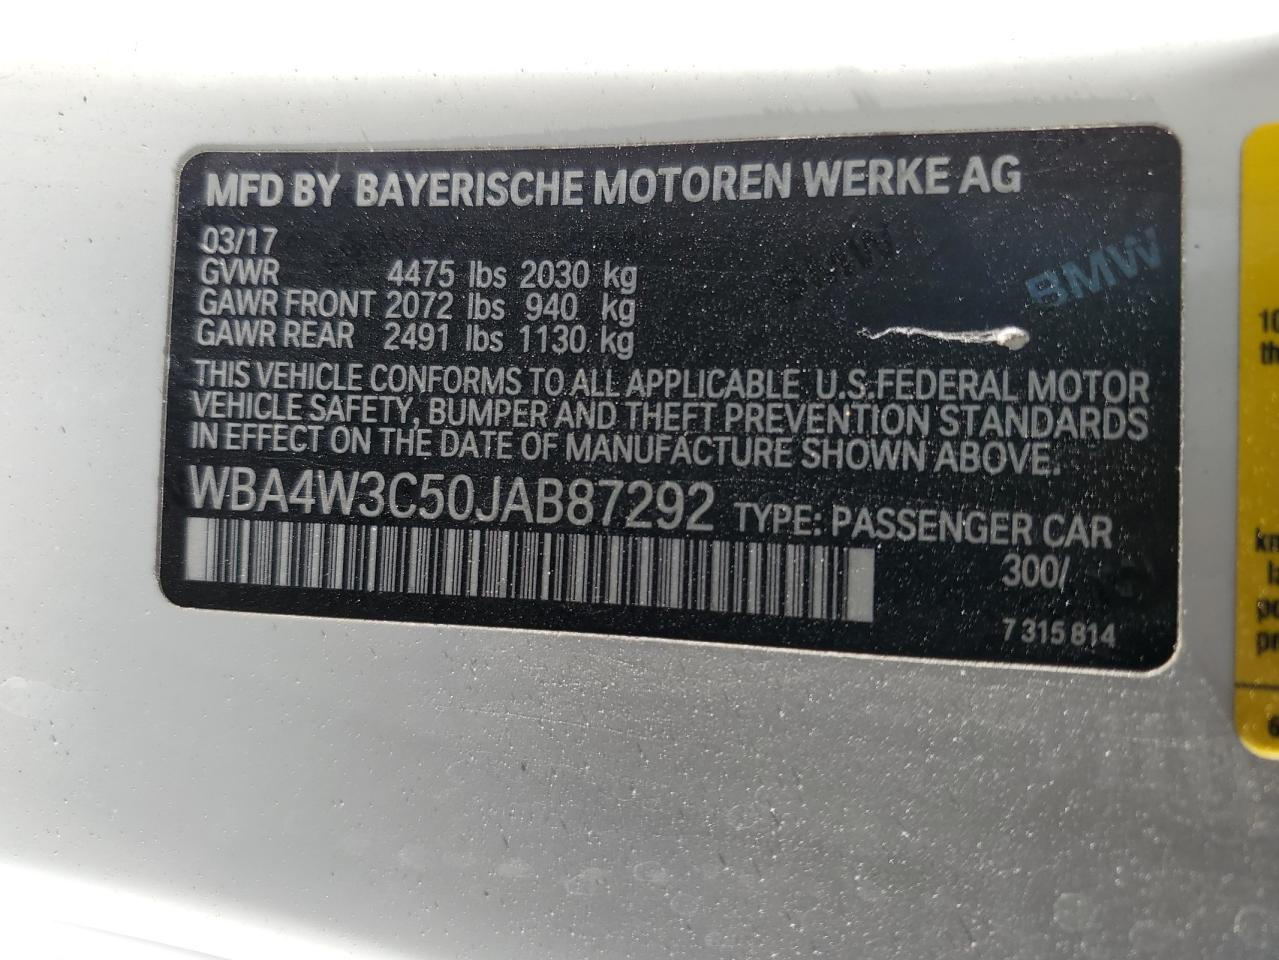 MFD BY BAYERISCHE MOTOREN WERKE AG
03/17
GVWR 4475 lbs 2030 kg
GAWR FRONT 2072 lbs 940 kg
GAWR REAR 2491 lbs 1130 kg
THIS VEHICLE CONFORMS TO ALL APPLICABLE U.S.FEDERAL MOTOR
VEHICLE SAFETY, BUMPER AND THEFT PREVENTION STANDARDS
IN EFFECT ON THE DATE OF MANUFACTURE SHOWN ABOVE.
WBA4W3C50JAB87292 TYPE: PASSENGER CAR
300/
7 315 814
BMW
BMW